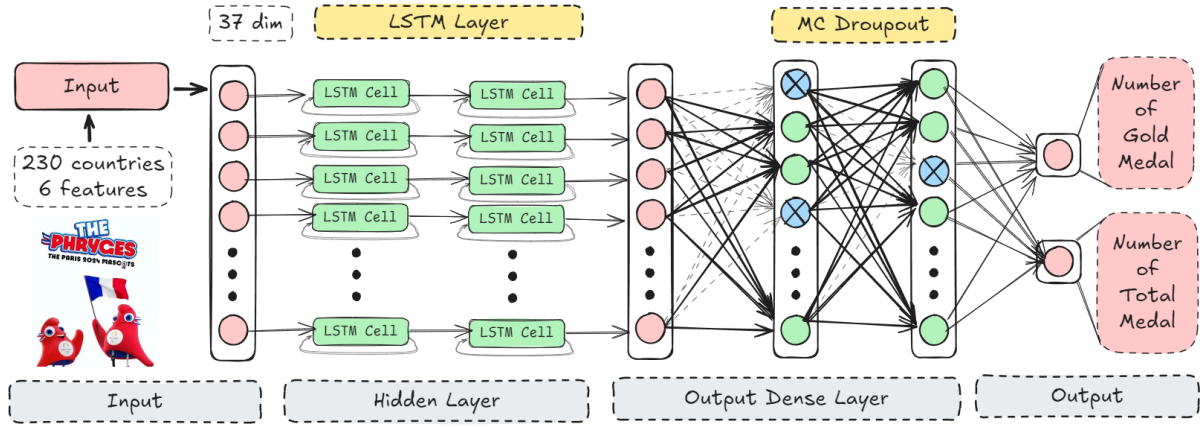 37 dim
LSTM Layer
MC Droupout
Input
230 countries
6 features
THE
PHRYGES
THE PARIS 2024 MASCOTS
LSTM Cell
LSTM Cell
LSTM Cell
LSTM Cell
LSTM Cell
LSTM Cell
LSTM Cell
LSTM Cell
LSTM Cell
LSTM Cell
Number
of
Gold
Medal
Number
of
Total
Medal
Input
Hidden Layer
Output Dense Layer
Output